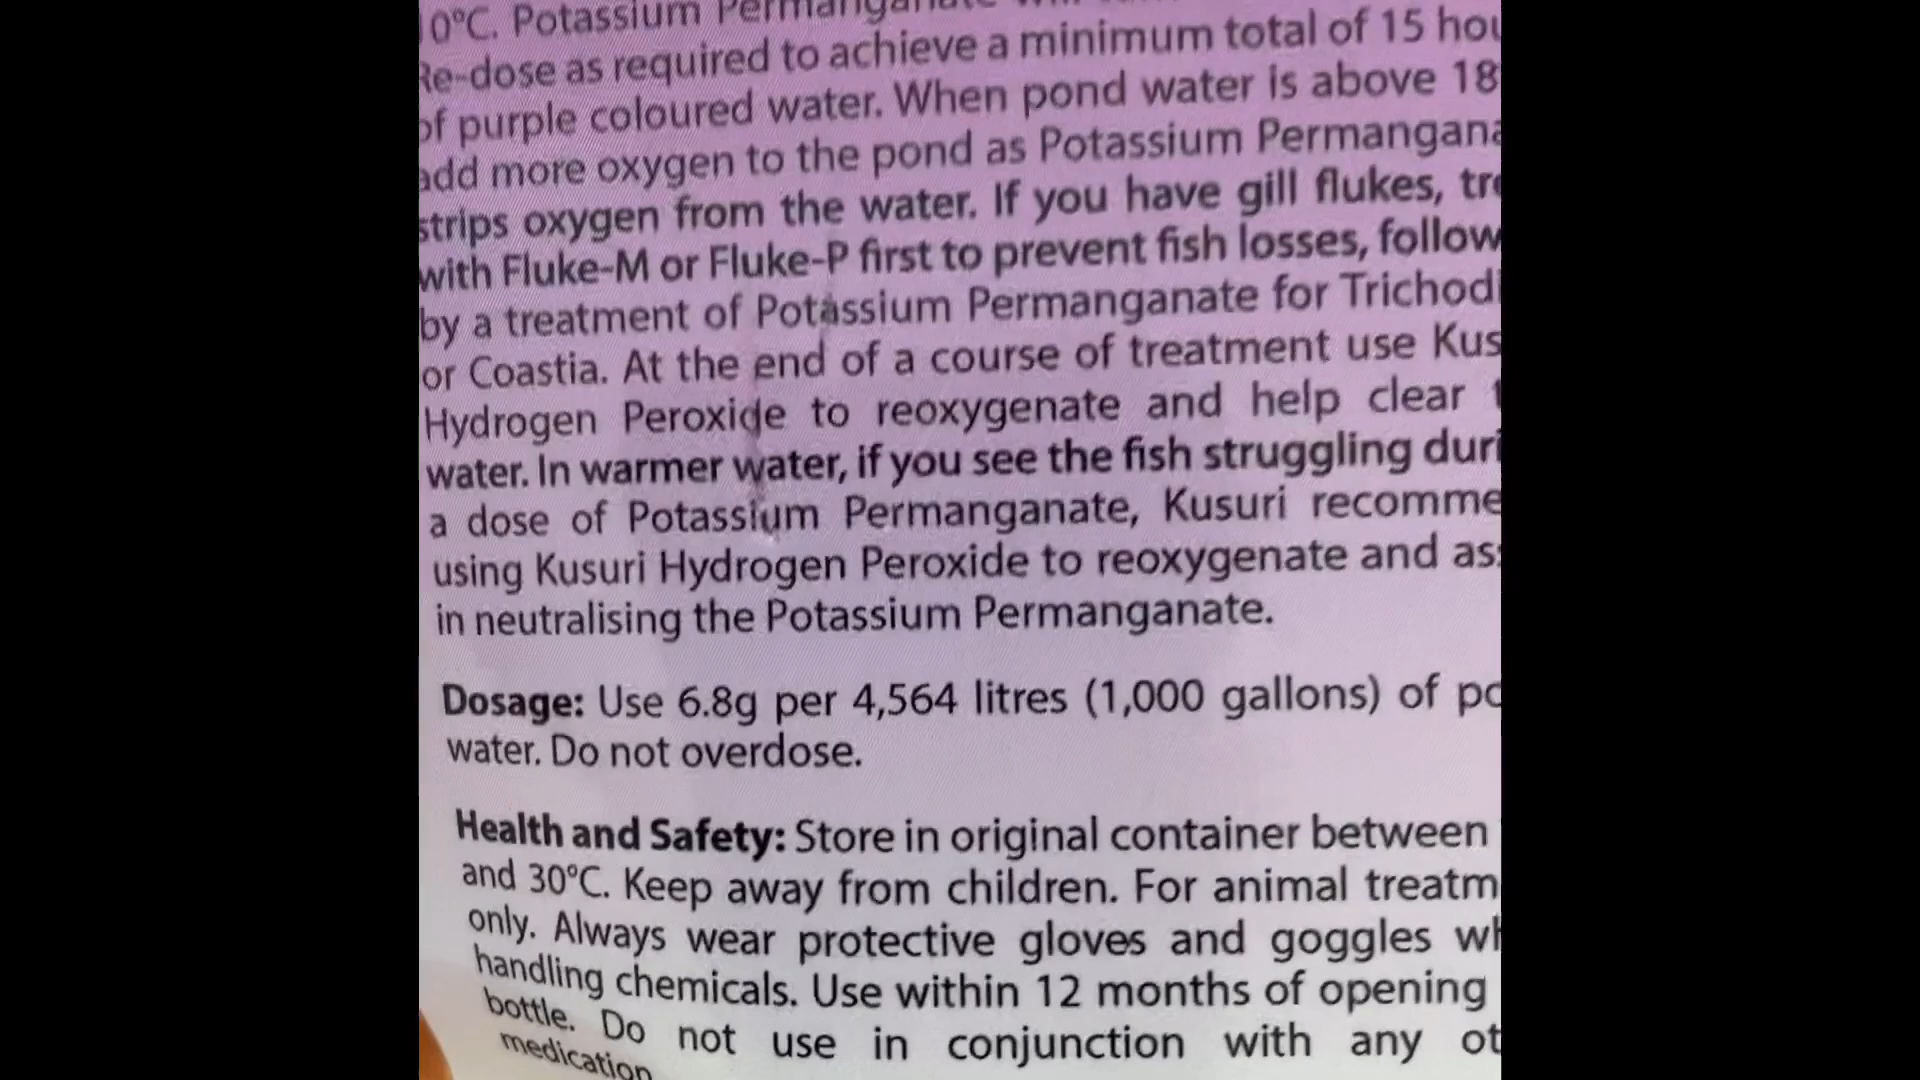 0°C. Potassium Permanganate
Re-dose as required to achieve a minimum total of 15 hou
of purple coloured water. When pond water is above 18
add more oxygen to the pond as Potassium Permangana
strips oxygen from the water. If you have gill flukes, tre
with Fluke-M or Fluke-P first to prevent fish losses, follow
by a treatment of Potassium Permanganate for Trichodi
or Coastia. At the end of a course of treatment use Kus
Hydrogen Peroxide to reoxygenate and help clear t
water. In warmer water, if you see the fish struggling duri
a dose of Potassium Permanganate, Kusuri recomme
using Kusuri Hydrogen Peroxide to reoxygenate and as
in neutralising the Potassium Permanganate.
Dosage: Use 6.8g per 4,564 litres (1,000 gallons) of po
water. Do not overdose.
Health and Safety: Store in original container between
and 30°C. Keep away from children. For animal treatm
only. Always wear protective gloves and goggles wh
handling chemicals. Use within 12 months of opening
bottle. Do not use in conjunction with any ot
medication